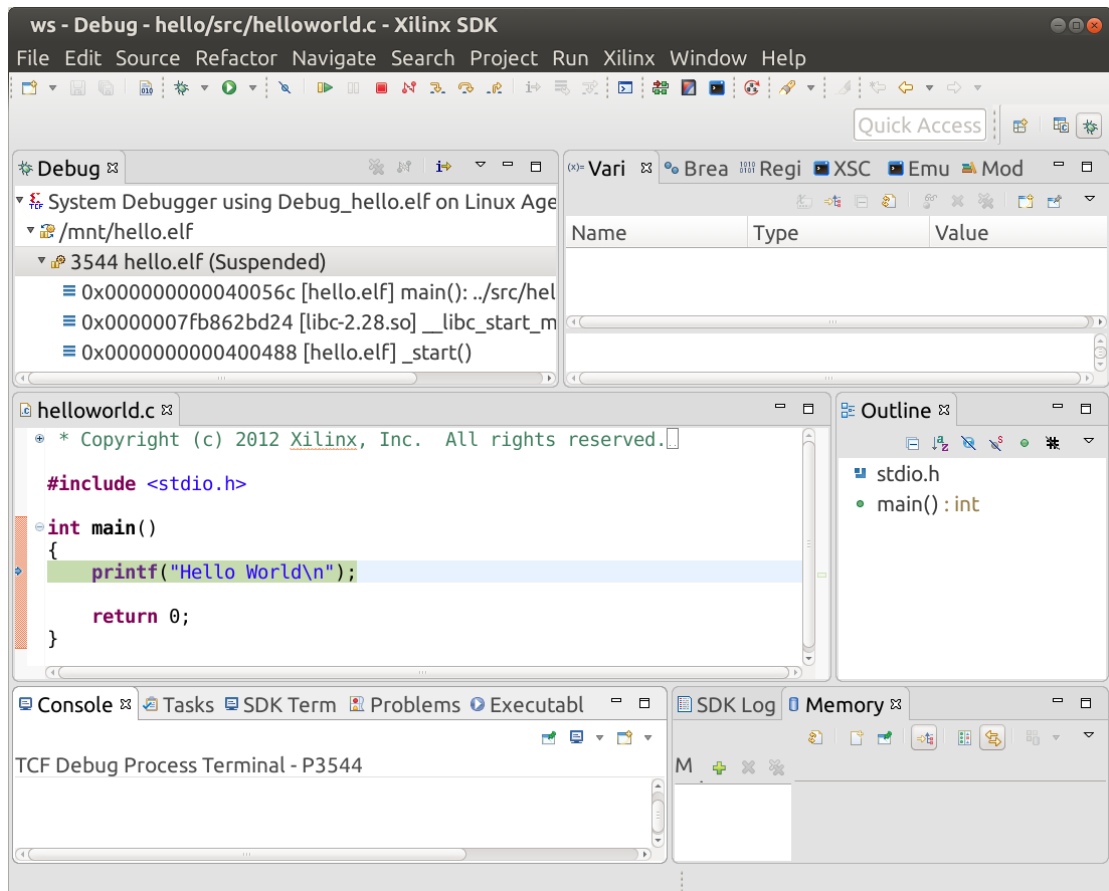 ws - Debug - hello/src/helloworld.c - Xilinx SDK
File Edit Source Refactor Navigate Search Project Run Xilinx Window Help
Quick Access
Debug
System Debugger using Debug_hello.elf on Linux Age
/mnt/hello.elf
3544 hello.elf (Suspended)
0x000000000040056c [hello.elf] main(): ../src/hel
0x0000007fb862bd24 [libc-2.28.so] __libc_start_m
0x0000000000400488 [hello.elf] _start()
(x)= Vari Brea Regi XSC Emu Mod
Name Type Value
helloworld.c
* Copyright (c) 2012 Xilinx, Inc.  All rights reserved.
#include <stdio.h>
int main()
{
printf("Hello World\n");
return 0;
}
Outline
stdio.h
main() : int
Console Tasks SDK Term Problems Executabl
TCF Debug Process Terminal - P3544
SDK Log Memory
M